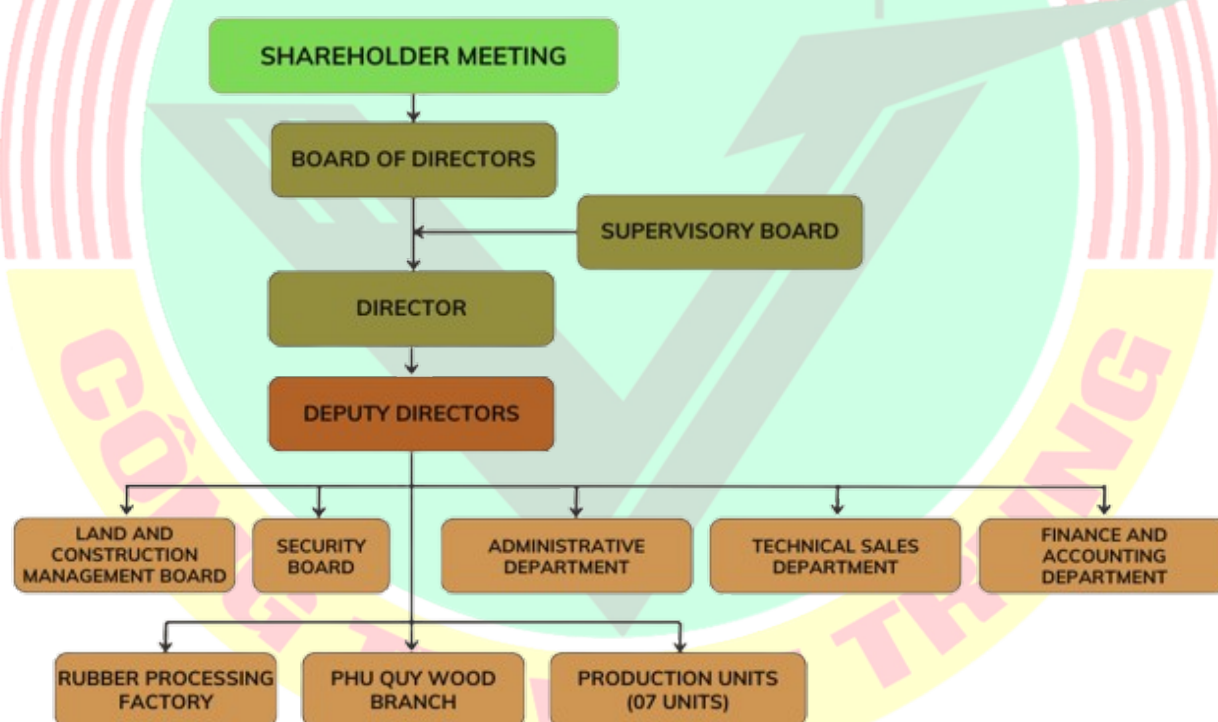 SHAREHOLDER MEETING
BOARD OF DIRECTORS
SUPERVISORY BOARD
DIRECTOR
DEPUTY DIRECTORS
LAND AND
CONSTRUCTION
MANAGEMENT BOARD
SECURITY
BOARD
ADMINISTRATIVE
DEPARTMENT
TECHNICAL SALES
DEPARTMENT
FINANCE AND
ACCOUNTING
DEPARTMENT
RUBBER PROCESSING
FACTORY
PHU QUY WOOD
BRANCH
PRODUCTION UNITS
(07 UNITS)
CÔNG